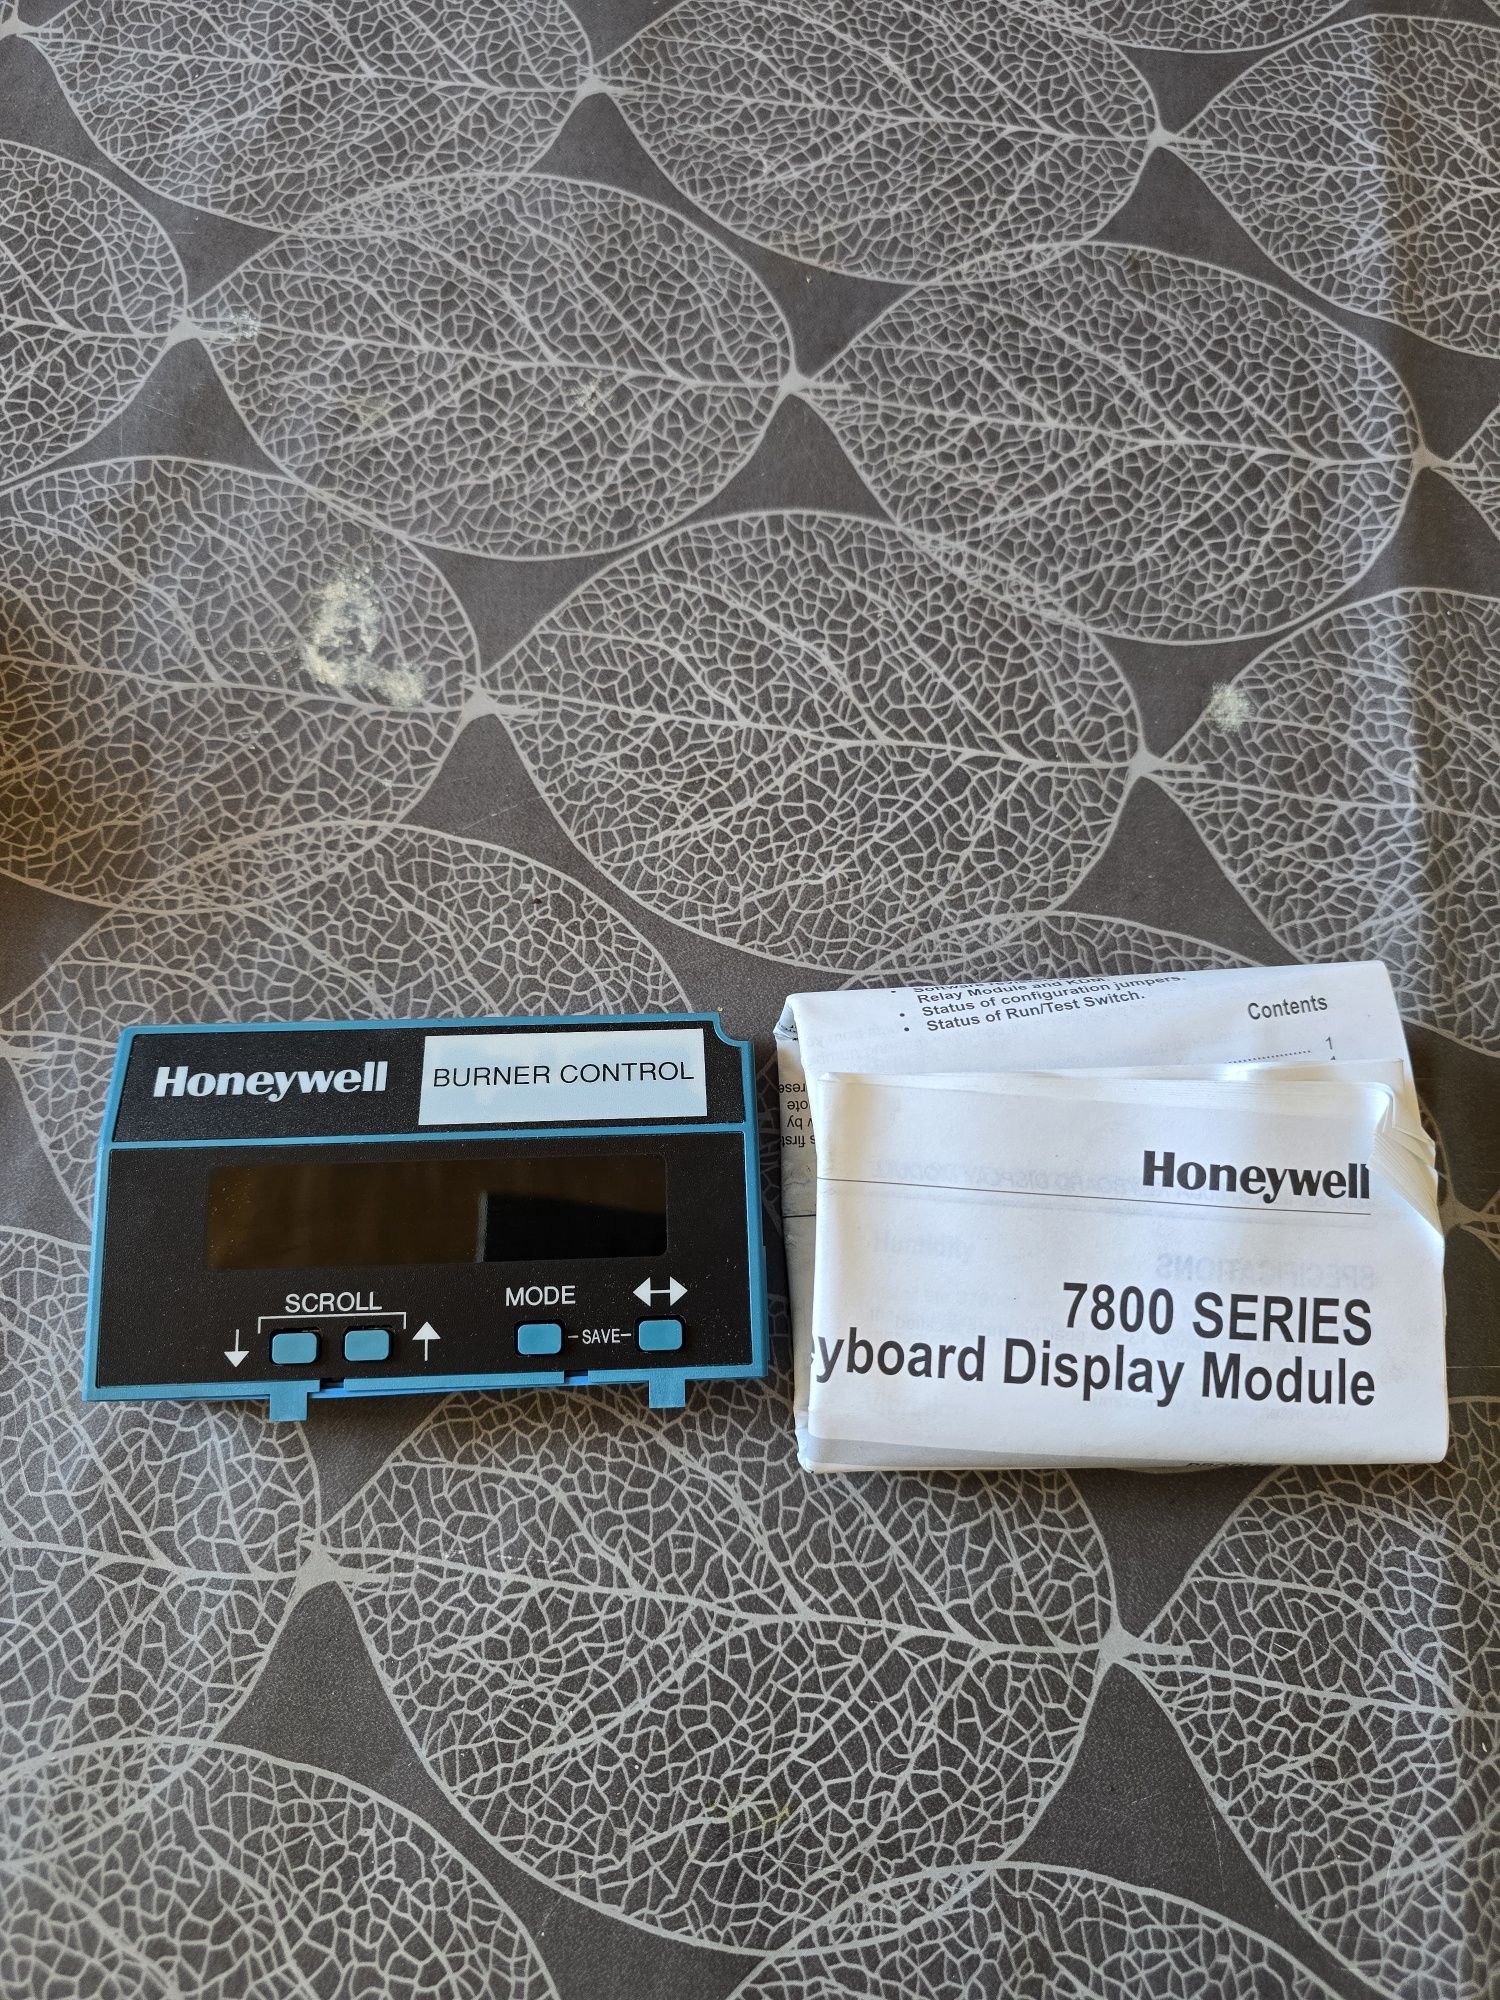 Honeywell
BURNER CONTROL
SCROLL
MODE
SAVE
Relay Module and KDM.
• Status of configuration jumpers.
• Status of Run/Test Switch.
Contents
1
Honeywell
7800 SERIES
yboard Display Module